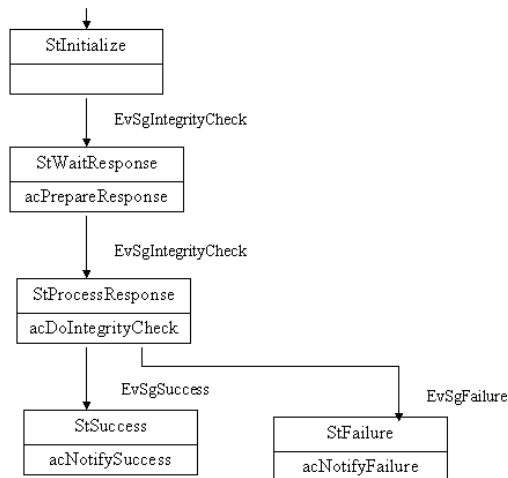 StInitialize
EvSgIntegrityCheck
StWaitResponse
acPrepareResponse
EvSgIntegrityCheck
StProcessResponse
acDoIntegrityCheck
EvSgSuccess
EvSgFailure
StSuccess
acNotifySuccess
StFailure
acNotifyFailure